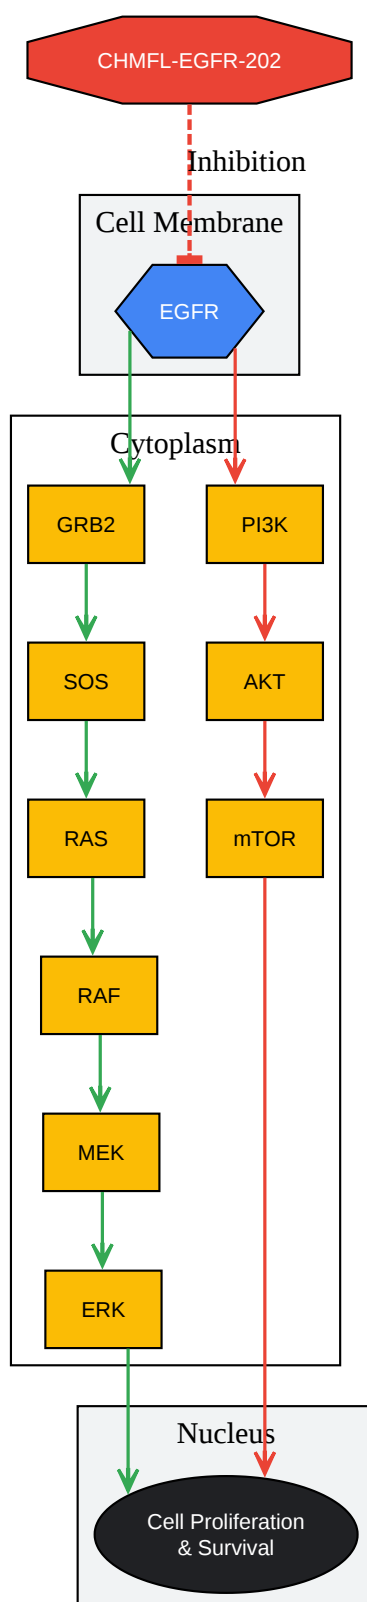 CHMFL-EGFR-202
Inhibition
Cell Membrane
EGFR
Cytoplasm
GRB2
PI3K
SOS
AKT
RAS
mTOR
RAF
MEK
ERK
Nucleus
Cell Proliferation
& Survival